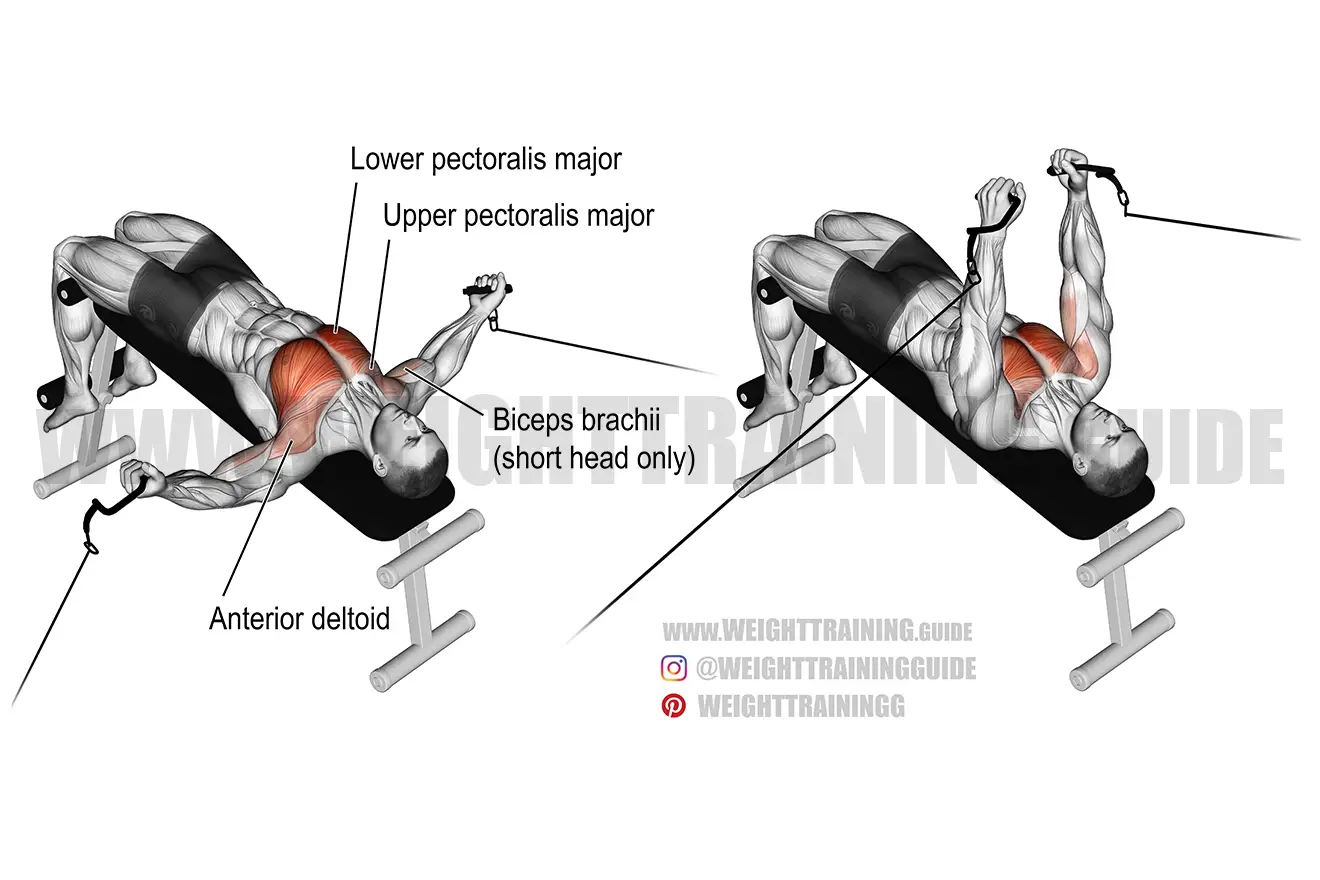 Lower pectoralis major
Upper pectoralis major
Biceps brachii
(short head only)
WWW.WEIGHTTRAINING.GUIDE
Anterior deltoid
WWW.WEIGHTTRAINING.GUIDE
@WEIGHTTRAININGGUIDE
WEIGHTTRAININGG